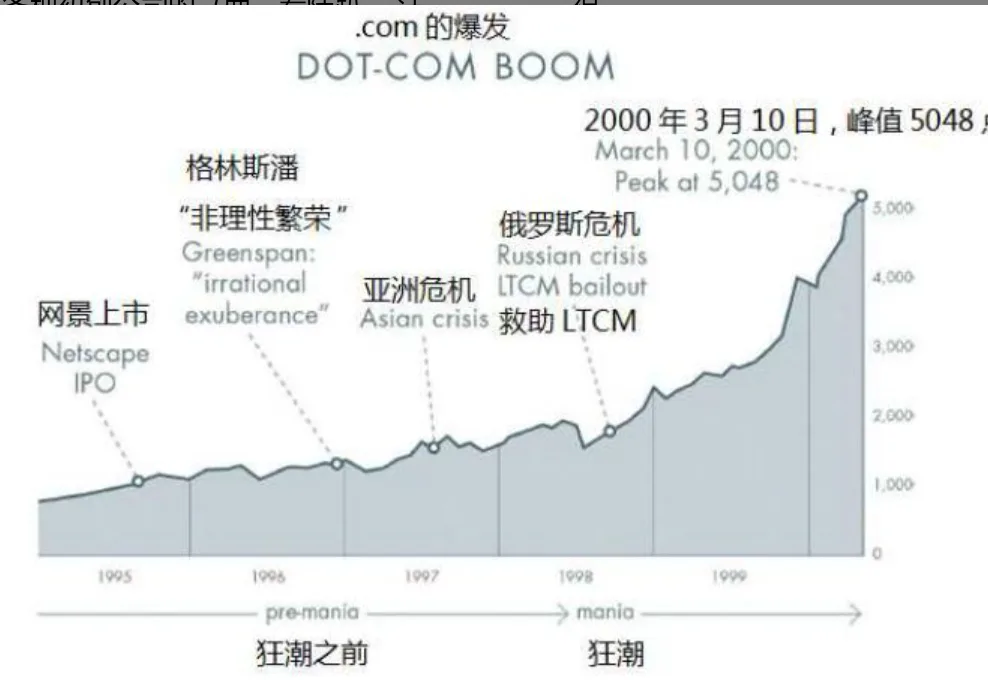 .com 的爆发
DOT-COM BOOM
2000 年 3 月 10 日，峰值 5048
March 10, 2000:
Peak at 5,048
格林斯潘
“非理性繁荣”
Greenspan:
"irrational
exuberance"
俄罗斯危机
Russian crisis
LTCM bailout
救助 LTCM
亚洲危机
Asian crisis
网景上市
Netscape
IPO
5,000
4,000
3,000
2,000
1,000
0
1995
1996
1997
1998
1999
pre-mania
mania
狂潮之前
狂潮